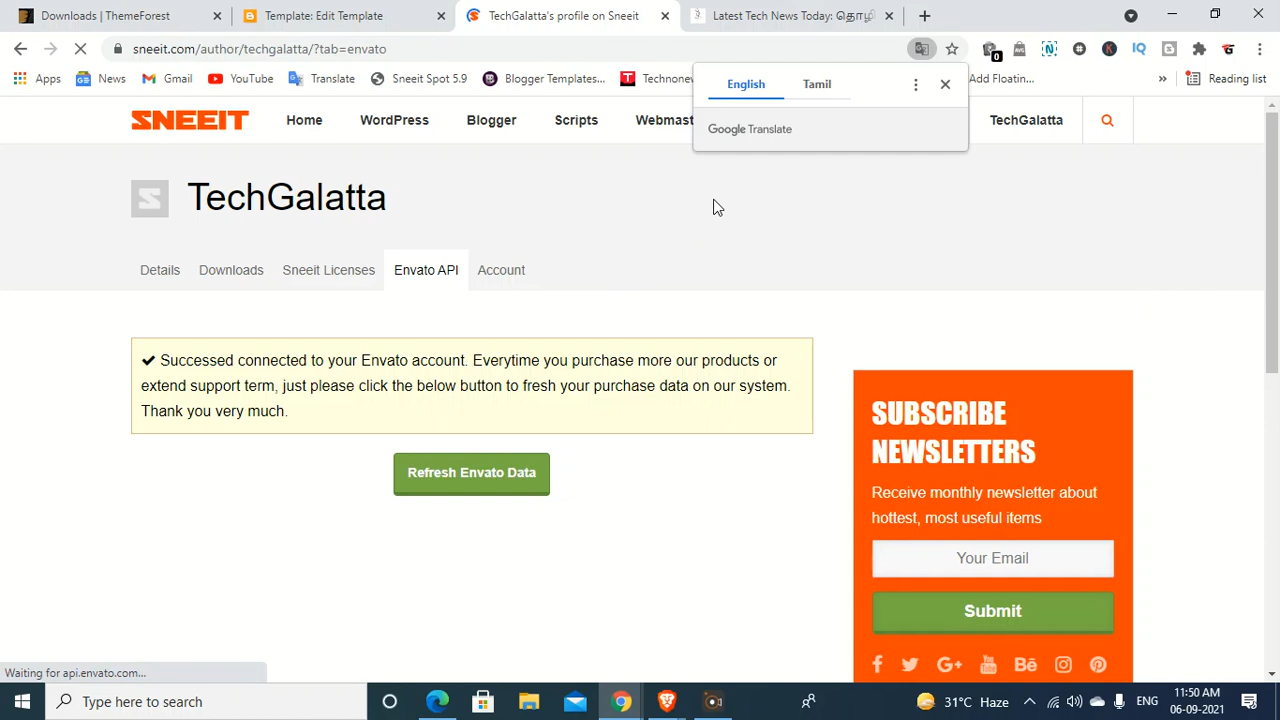 Downloads | ThemeForest
Template: Edit Template
TechGalatta's profile on Sneeit
Latest Tech News Today:
sneeit.com/author/techgalatta/?tab=envato
Apps
News
Gmail
YouTube
Translate
Sneeit Spot 5.9
Blogger Templates...
Technone
Add Floatin...
»
Reading list
0
IQ
English
Tamil
Google Translate
SNEEIT
Home
WordPress
Blogger
Scripts
Webmast
TechGalatta
TechGalatta
Details
Downloads
Sneeit Licenses
Envato API
Account
Successed connected to your Envato account. Everytime you purchase more our products or
extend support term, just please click the below button to fresh your purchase data on our system.
Thank you very much.
Refresh Envato Data
SUBSCRIBE
NEWSLETTERS
Receive monthly newsletter about
hottest, most useful items
Your Email
Submit
Waiting for api.envato.com...
Type here to search
31°C Haze
ENG
11:50 AM
06-09-2021